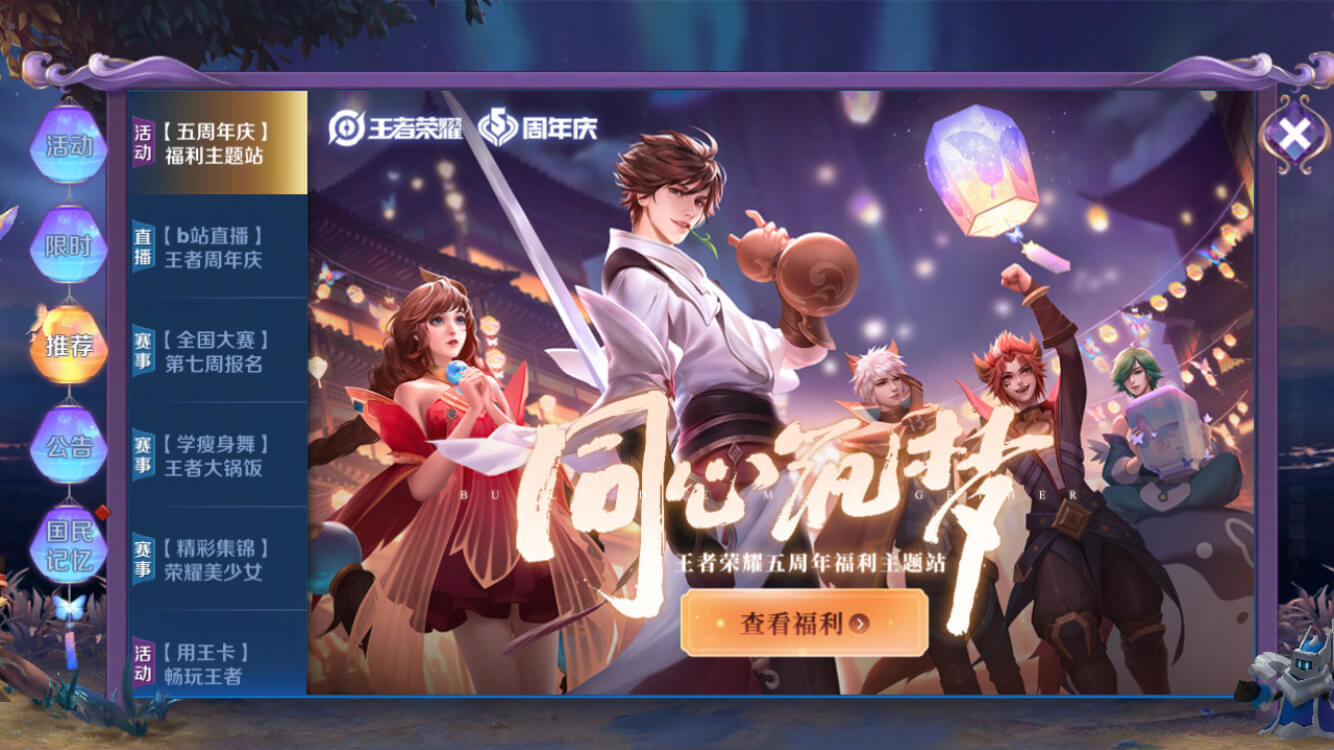 活动
限时
推荐
公告
国民
记忆
活动
【五周年庆】
福利主题站
直播
【b站直播】
王者周年庆
赛事
【全国大赛】
第七周报名
赛事
【学瘦身舞】
王者大锅饭
赛事
【精彩集锦】
荣耀美少女
活动
【用王卡】
畅玩王者
王者荣耀 5周年庆
同心筑梦
王者荣耀五周年福利主题站
查看福利